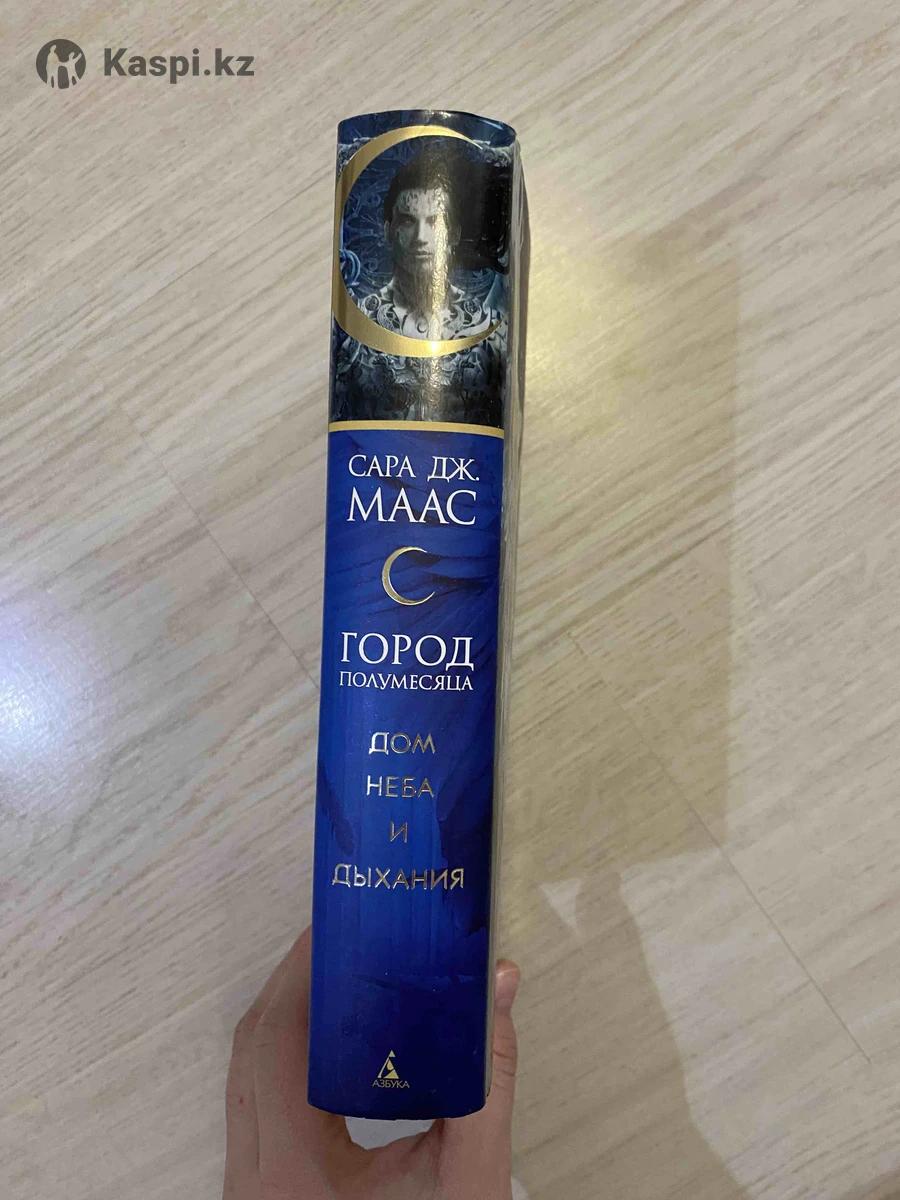 Kaspi.kz
САРА ДЖ.
МААС
ГОРОД
ПОЛУМЕСЯЦА
ДОМ
НЕБА
И
ДЫХАНИЯ
АЗБУКА